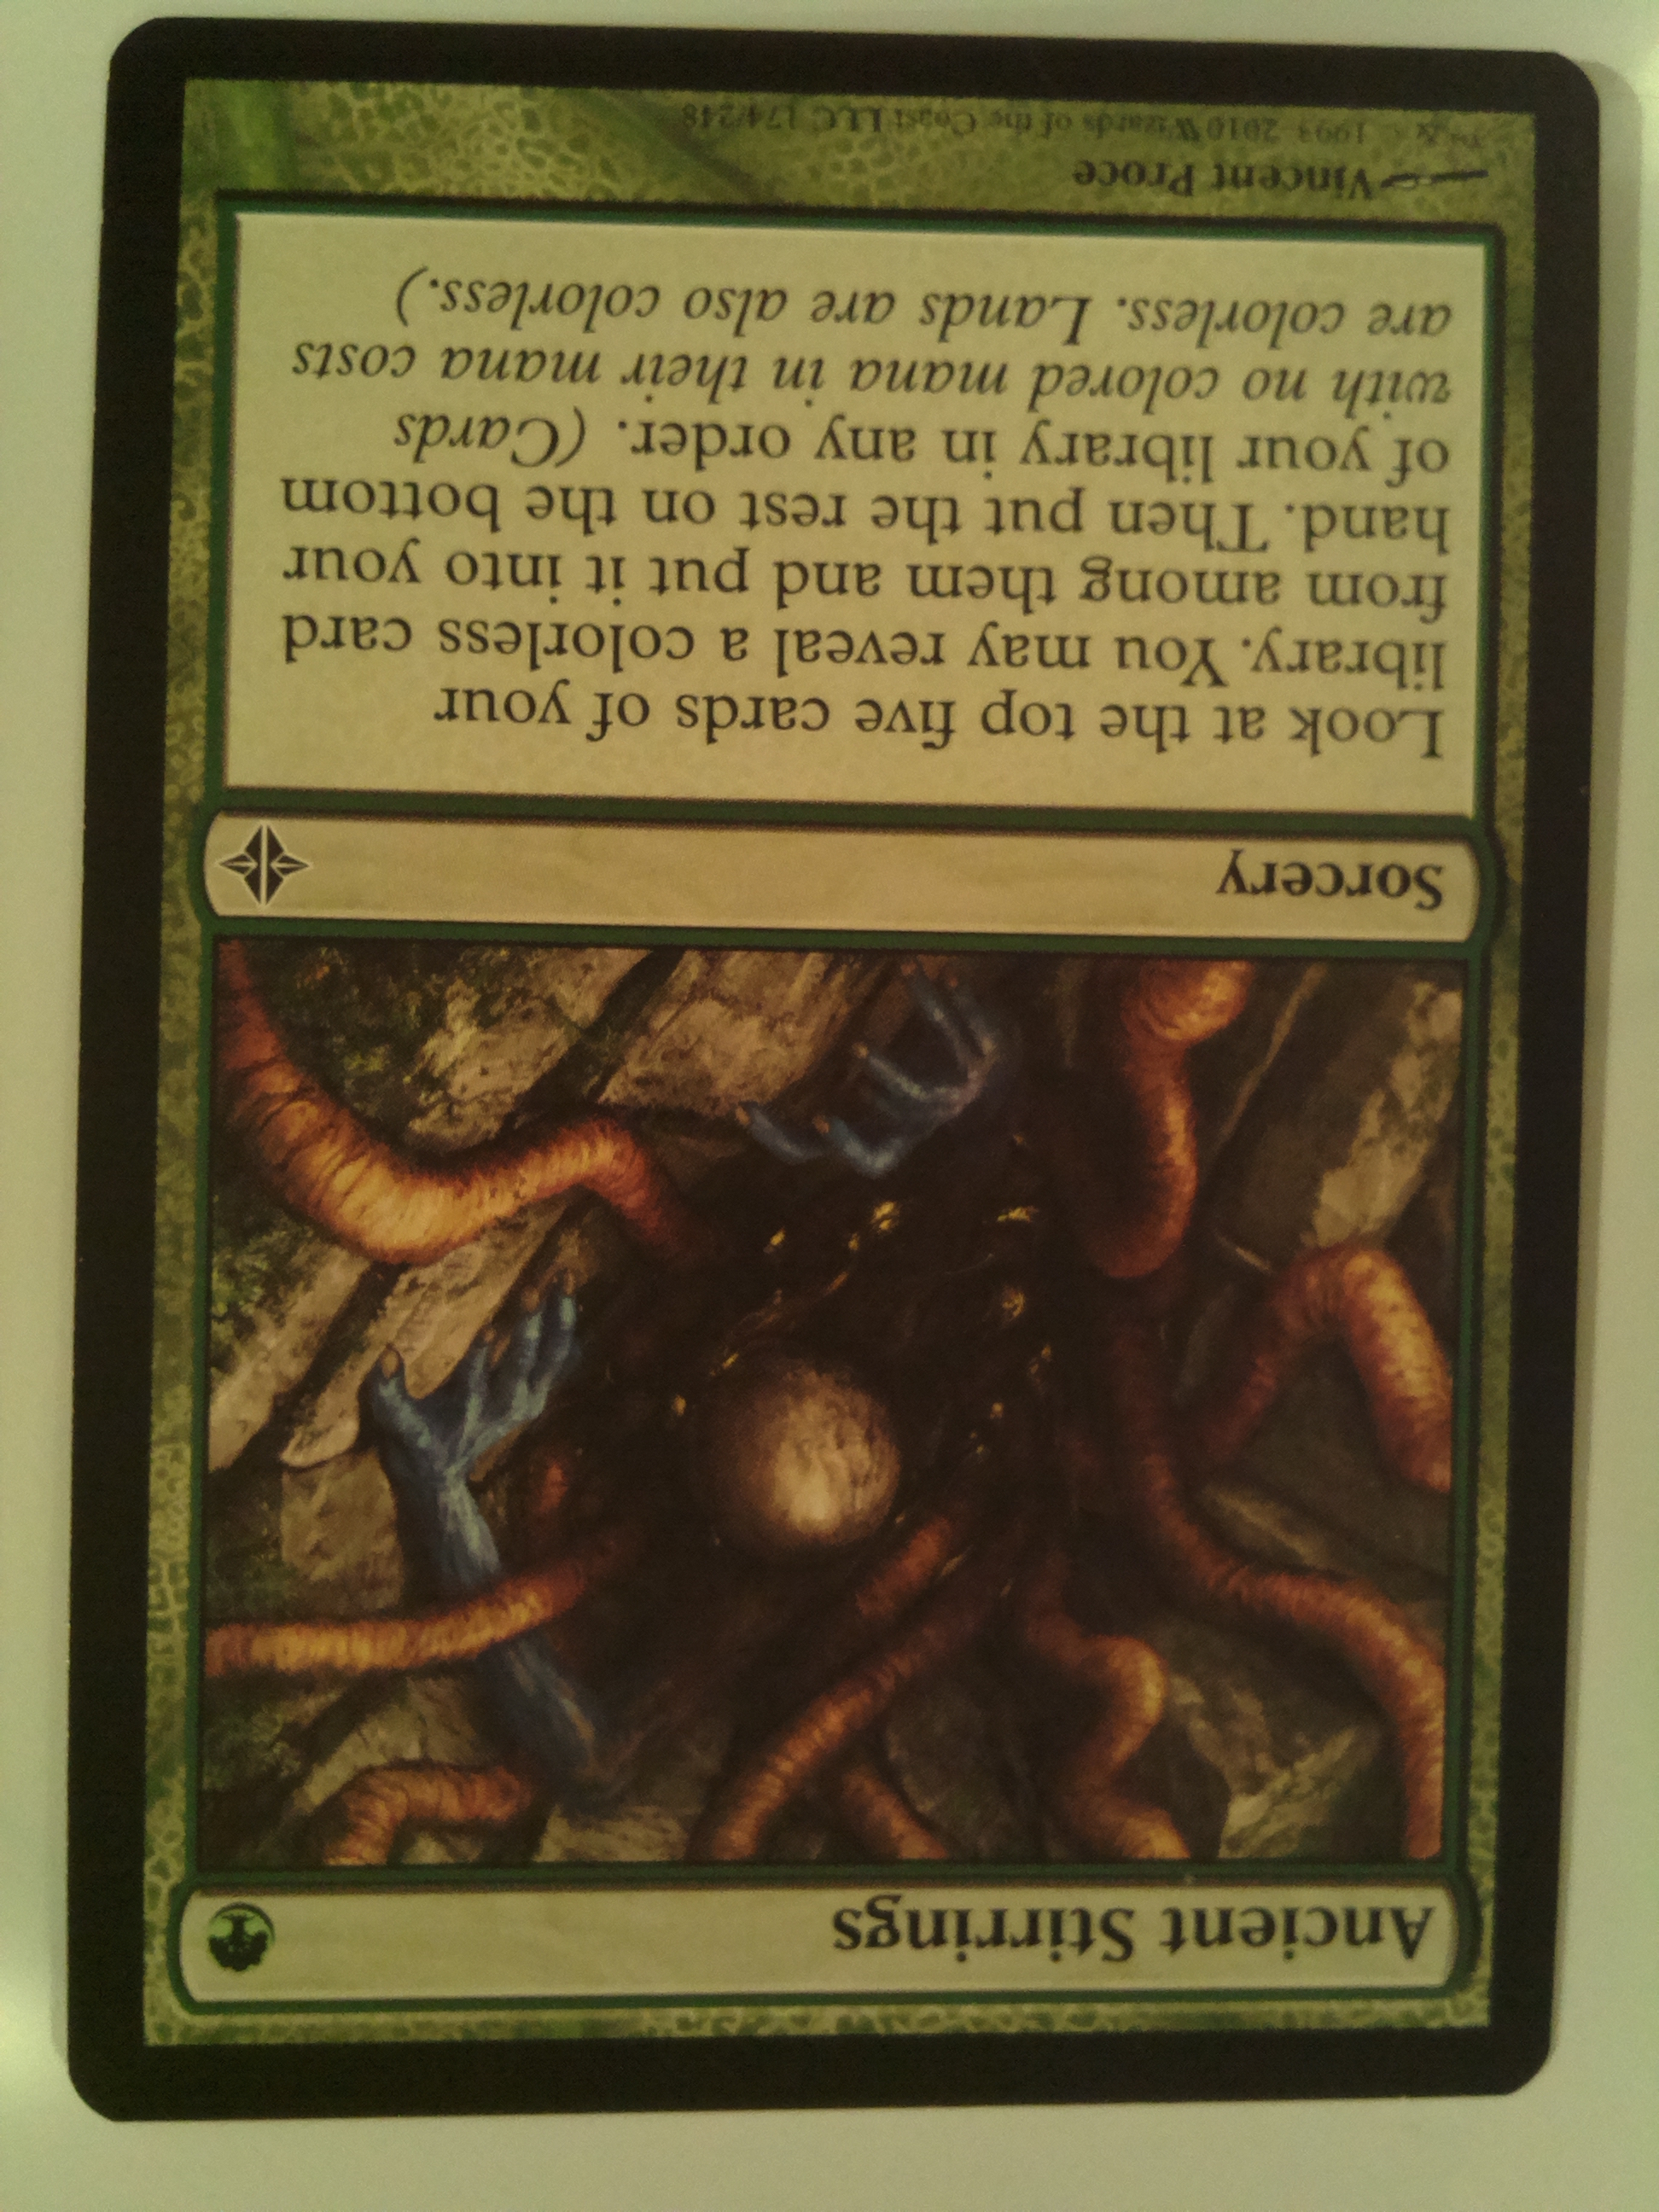 Ancient Stirrings
Sorcery
Look at the top five cards of your
library. You may reveal a colorless card
from among them and put it into your
hand. Then put the rest on the bottom
of your library in any order. (Cards
with no colored mana in their mana costs
are colorless. Lands are also colorless.)
Vincent Proce
™ & © 1993–2010 Wizards of the Coast LLC 174/248